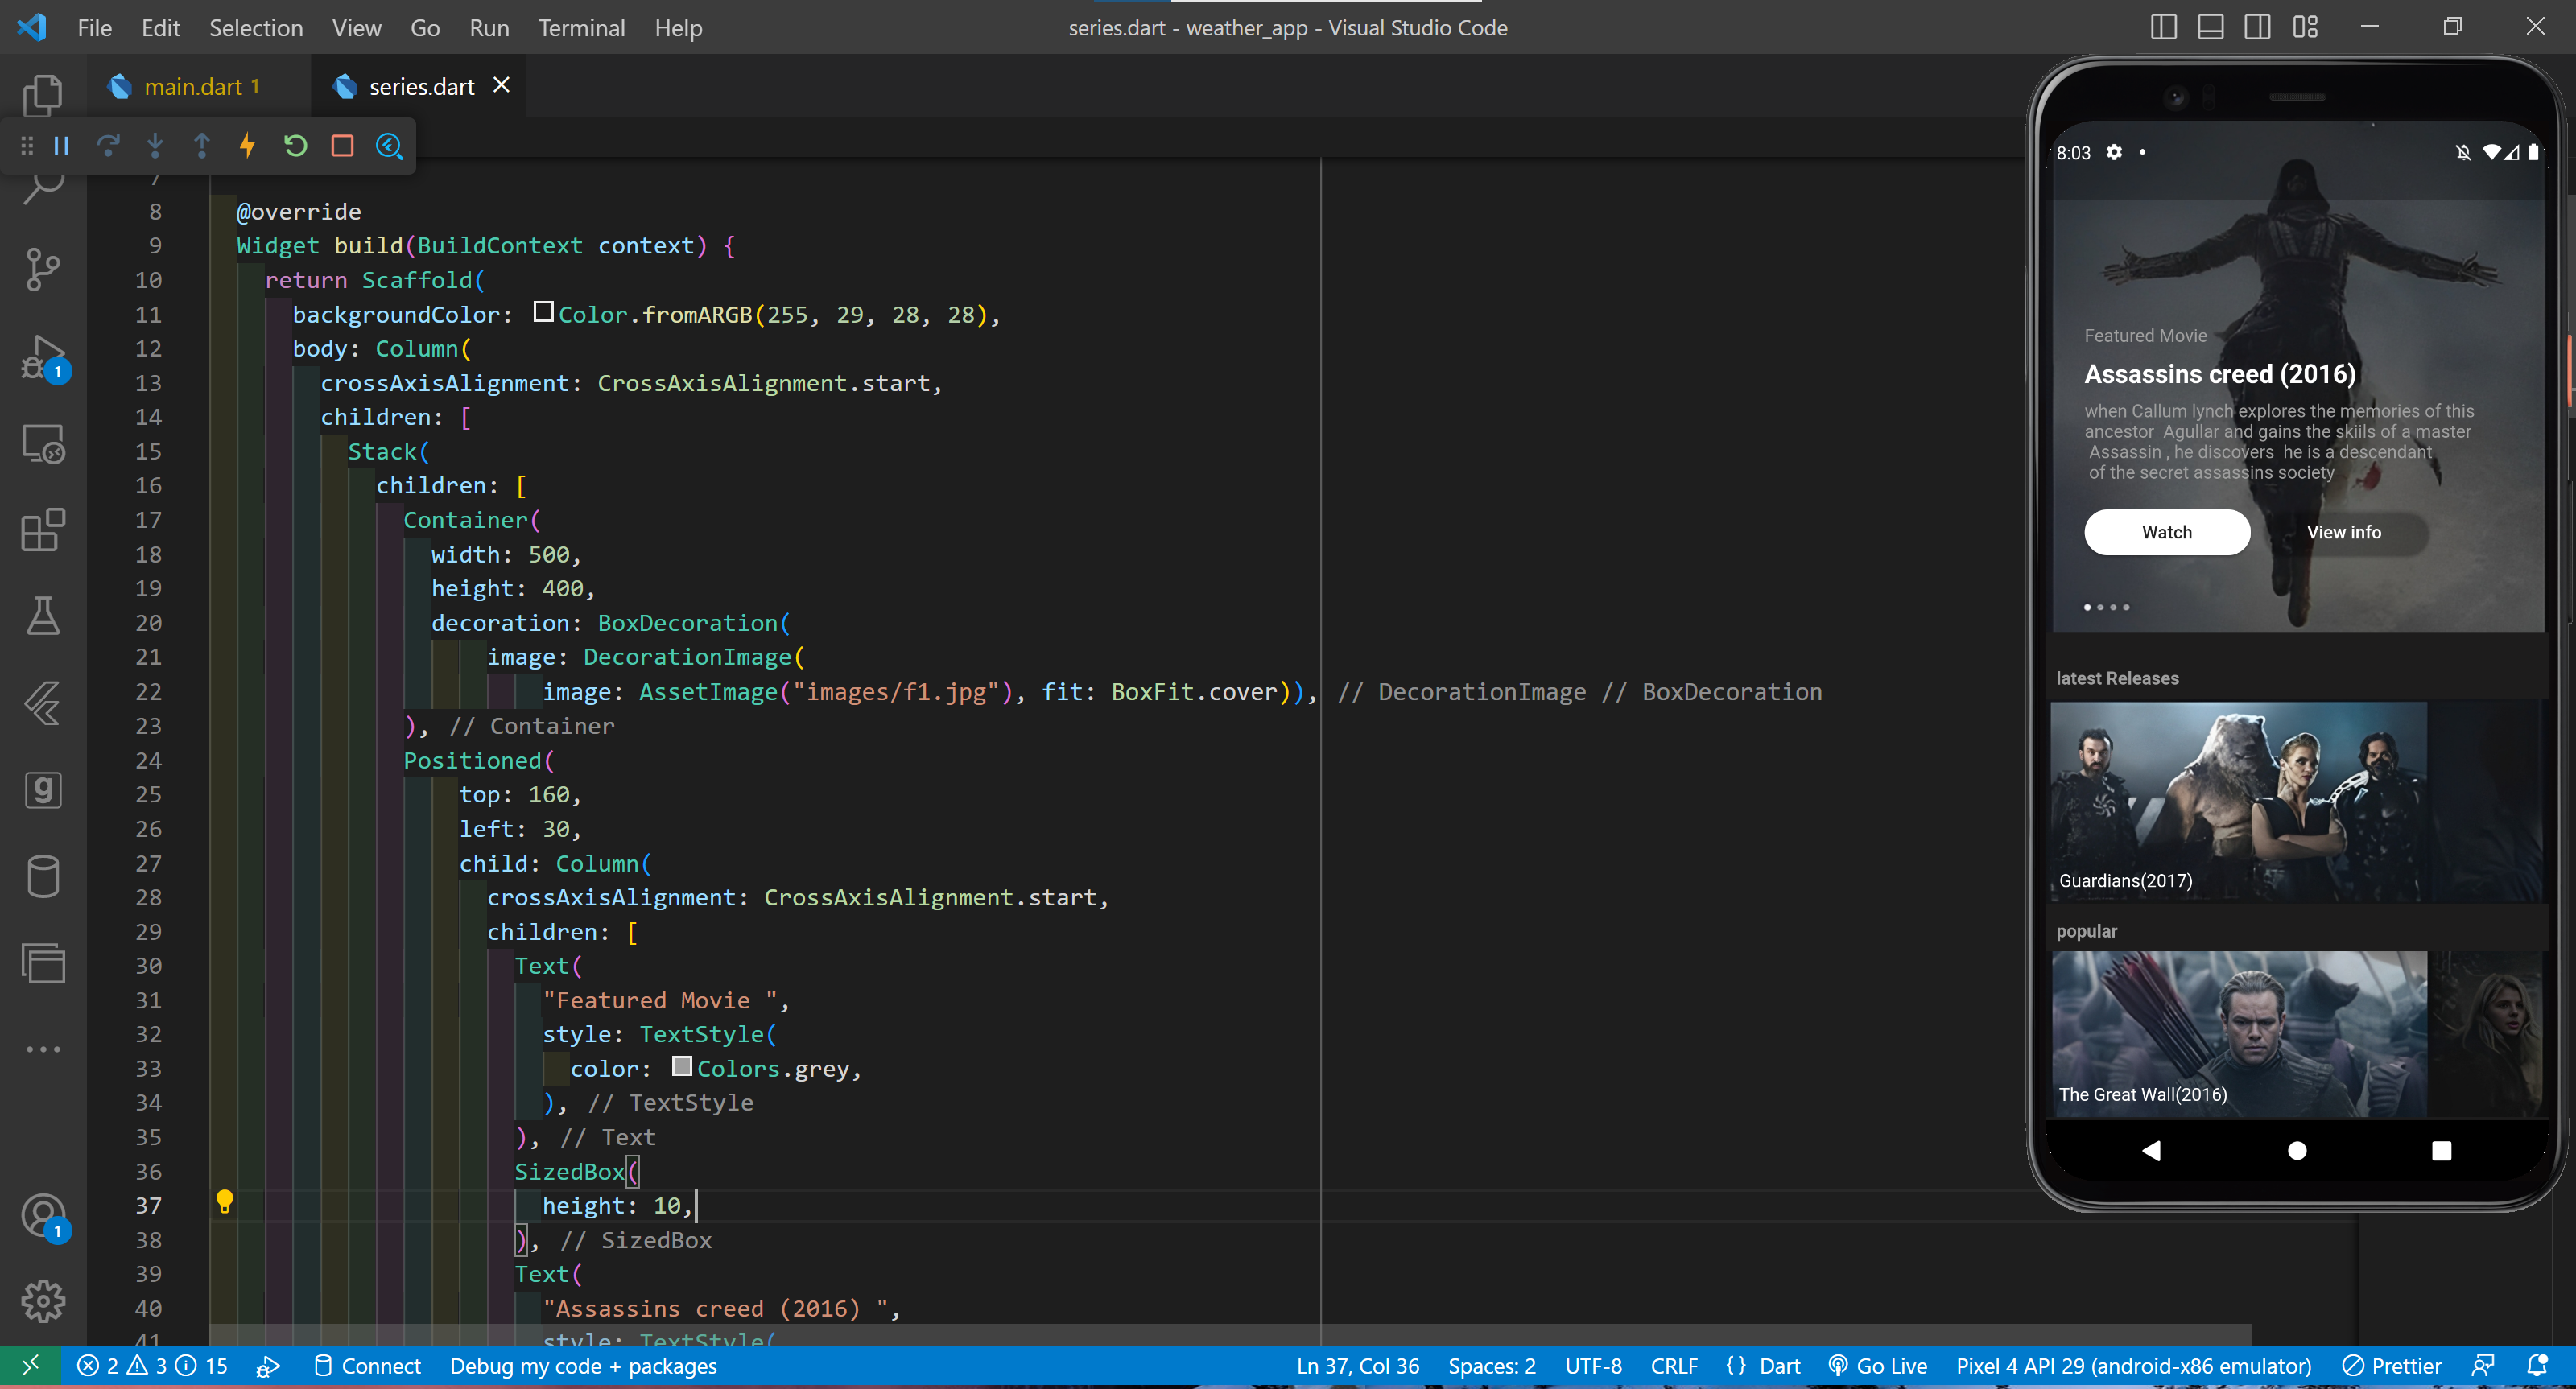 File Edit Selection View Go Run Terminal Help
series.dart - weather_app - Visual Studio Code
main.dart 1
series.dart
7
8 @override
9 Widget build(BuildContext context) {
10 return Scaffold(
11 backgroundColor: Color.fromARGB(255, 29, 28, 28),
12 body: Column(
13 crossAxisAlignment: CrossAxisAlignment.start,
14 children: [
15 Stack(
16 children: [
17 Container(
18 width: 500,
19 height: 400,
20 decoration: BoxDecoration(
21 image: DecorationImage(
22 image: AssetImage("images/f1.jpg"), fit: BoxFit.cover)), // DecorationImage // BoxDecoration
23 ), // Container
24 Positioned(
25 top: 160,
26 left: 30,
27 child: Column(
28 crossAxisAlignment: CrossAxisAlignment.start,
29 children: [
30 Text(
31 "Featured Movie ",
32 style: TextStyle(
33 color: Colors.grey,
34 ), // TextStyle
35 ), // Text
36 SizedBox(
37 height: 10,
38 ), // SizedBox
39 Text(
40 "Assassins creed (2016) ",
41 style: TextStyle(
1
g
1
8:03
Featured Movie
Assassins creed (2016)
when Callum lynch explores the memories of this
ancestor Agullar and gains the skiils of a master
Assassin , he discovers he is a descendant
of the secret assassins society
Watch View info
latest Releases
Guardians(2017)
popular
The Great Wall(2016)
2 3 15 Connect Debug my code + packages Ln 37, Col 36 Spaces: 2 UTF-8 CRLF {} Dart Go Live Pixel 4 API 29 (android-x86 emulator) Prettier